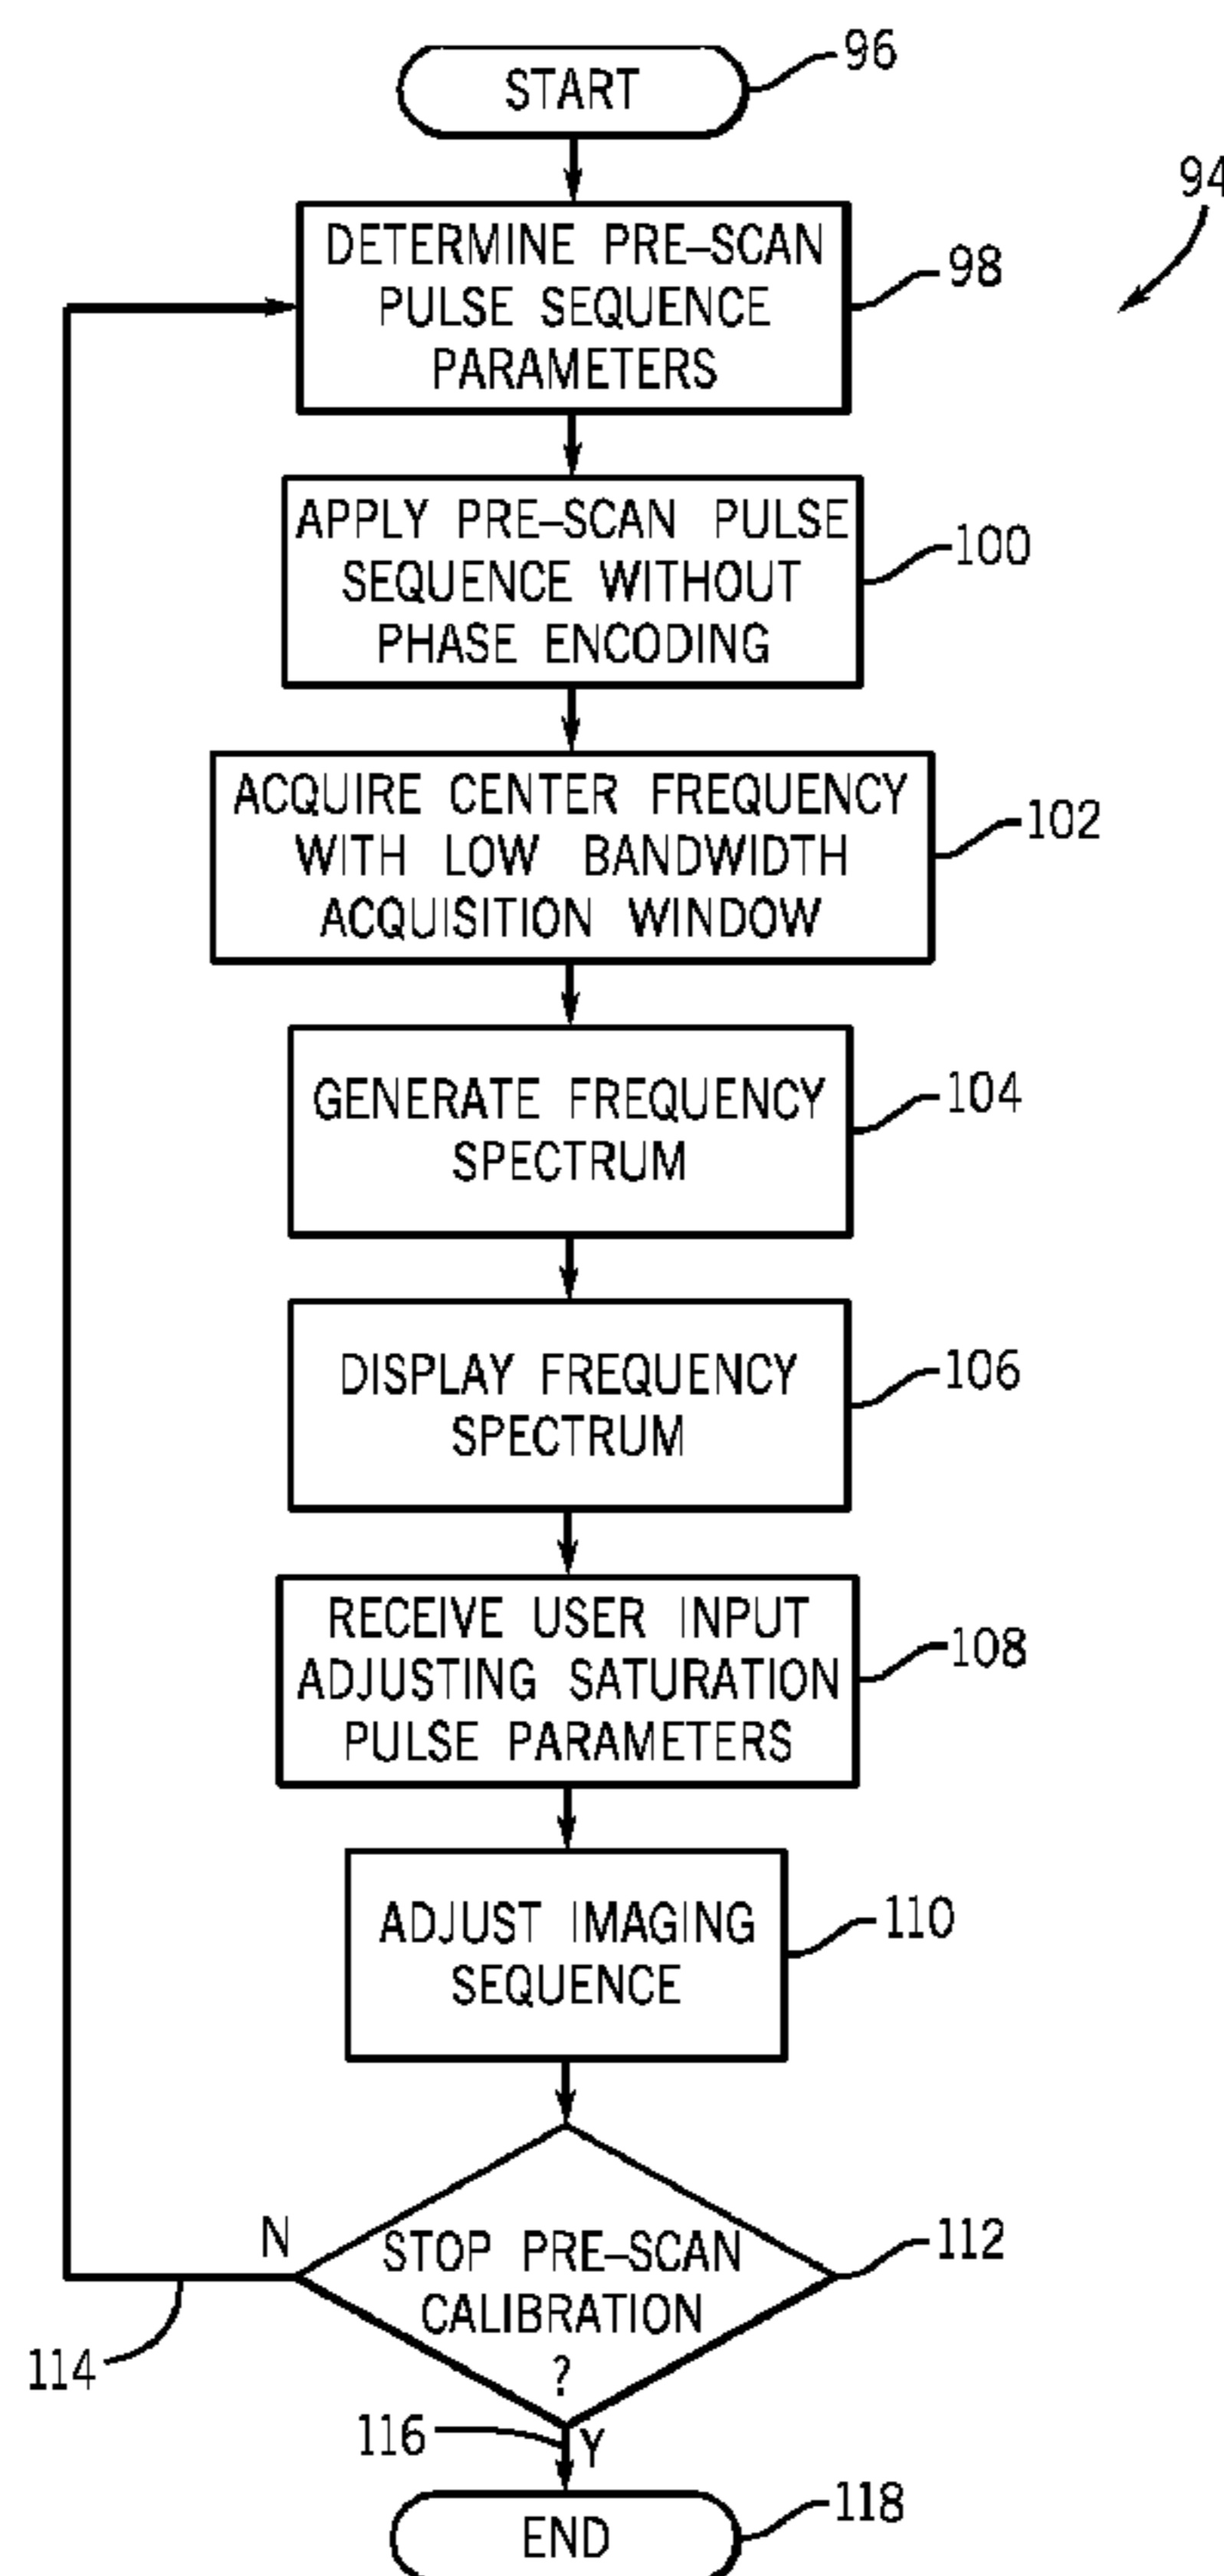 START
96
94
DETERMINE PRE–SCAN
PULSE SEQUENCE
PARAMETERS
98
APPLY PRE–SCAN PULSE
SEQUENCE WITHOUT
PHASE ENCODING
100
ACQUIRE CENTER FREQUENCY
WITH LOW BANDWIDTH
ACQUISITION WINDOW
102
GENERATE FREQUENCY
SPECTRUM
104
DISPLAY FREQUENCY
SPECTRUM
106
RECEIVE USER INPUT
ADJUSTING SATURATION
PULSE PARAMETERS
108
ADJUST IMAGING
SEQUENCE
110
N
STOP PRE–SCAN
CALIBRATION
?
112
114
116
Y
END
118